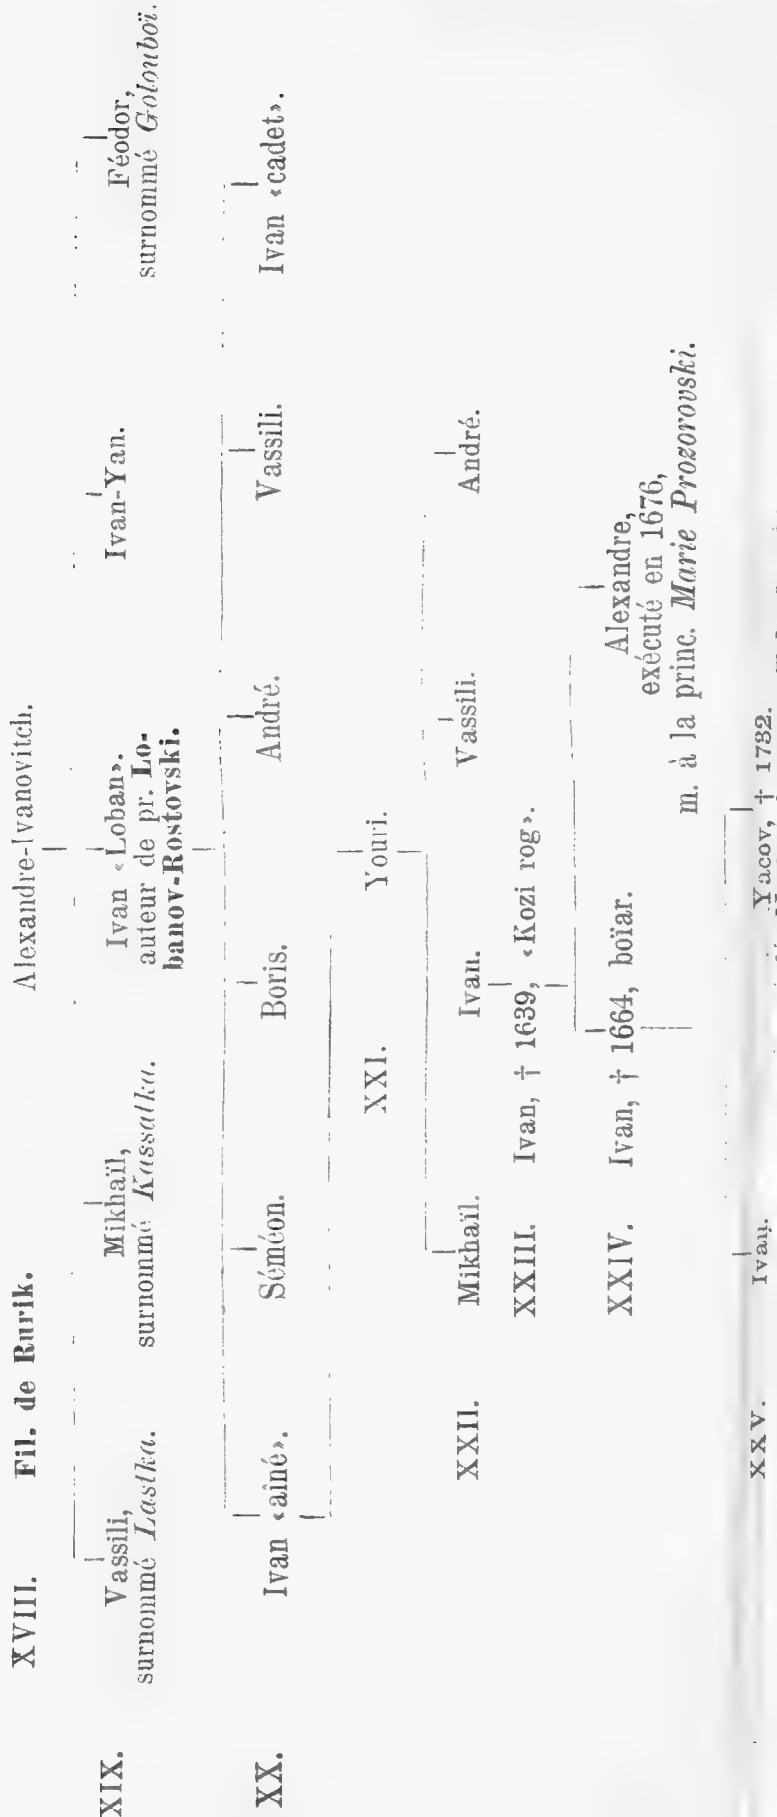 XVIII. Fil. de Rurik. Alexandre-Ivanovitch.
XIX. Vassili, Mikhaïl, Ivan «Loban». Ivan-Yan. Féodor,
surnommé Lastka. surnommé Kassatka. auteur de pr. Lo- surnommé Golouboï.
banov-Rostovski.
XX. Ivan «aîné». Séméon. Boris. André. Vassili. Ivan «cadet».
XXI. Youri.
XXII. Mikhaïl. Ivan. Vassili. André.
XXIII. Ivan, † 1639, «Kozi rog».
XXIV. Ivan, † 1664, boïar. Alexandre,
exécuté en 1676,
m. à la princ. Marie Prozorovski.
XXV. Ivan. Yacov, † 1732.